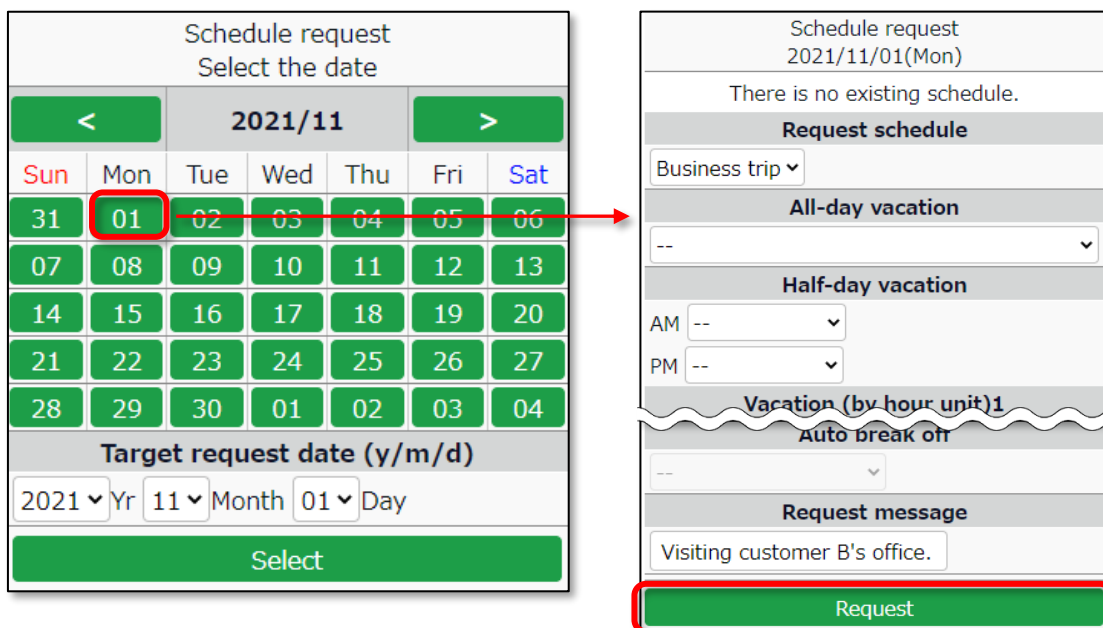 Schedule request
Select the date
< 2021/11 >
Sun Mon Tue Wed Thu Fri Sat
31 01 02 03 04 05 06
07 08 09 10 11 12 13
14 15 16 17 18 19 20
21 22 23 24 25 26 27
28 29 30 01 02 03 04
Target request date (y/m/d)
2021 Yr 11 Month 01 Day
Select
Schedule request
2021/11/01(Mon)
There is no existing schedule.
Request schedule
Business trip
All-day vacation
--
Half-day vacation
AM --
PM --
Vacation (by hour unit)1
Auto break off
--
Request message
Visiting customer B's office.
Request